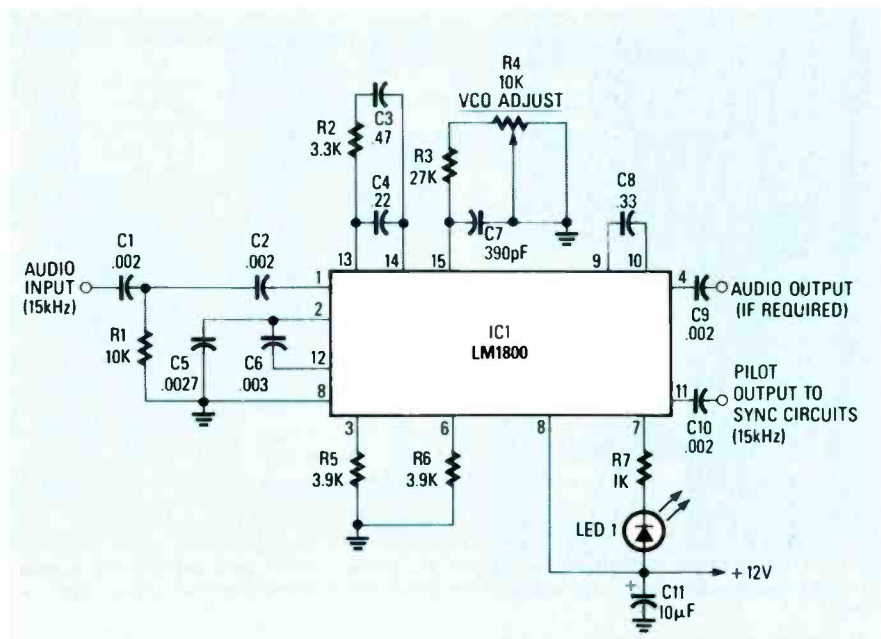 R4
10K
VCO ADJUST
C3
.47
R2
3.3K
R3
27K
C4
.22
C8
.33
C7
390pF
C1
.002
C2
.002
13
14
15
9
10
AUDIO
INPUT
(15kHz)
1
4
AUDIO OUTPUT
(IF REQUIRED)
2
C9
.002
R1
10K
IC1
LM1800
C5
.0027
C6
.003
12
PILOT
OUTPUT TO
SYNC CIRCUITS
(15kHz)
8
11
C10
.002
3
6
8
7
R5
3.9K
R6
3.9K
R7
1K
LED 1
+12V
+
C11
10μF